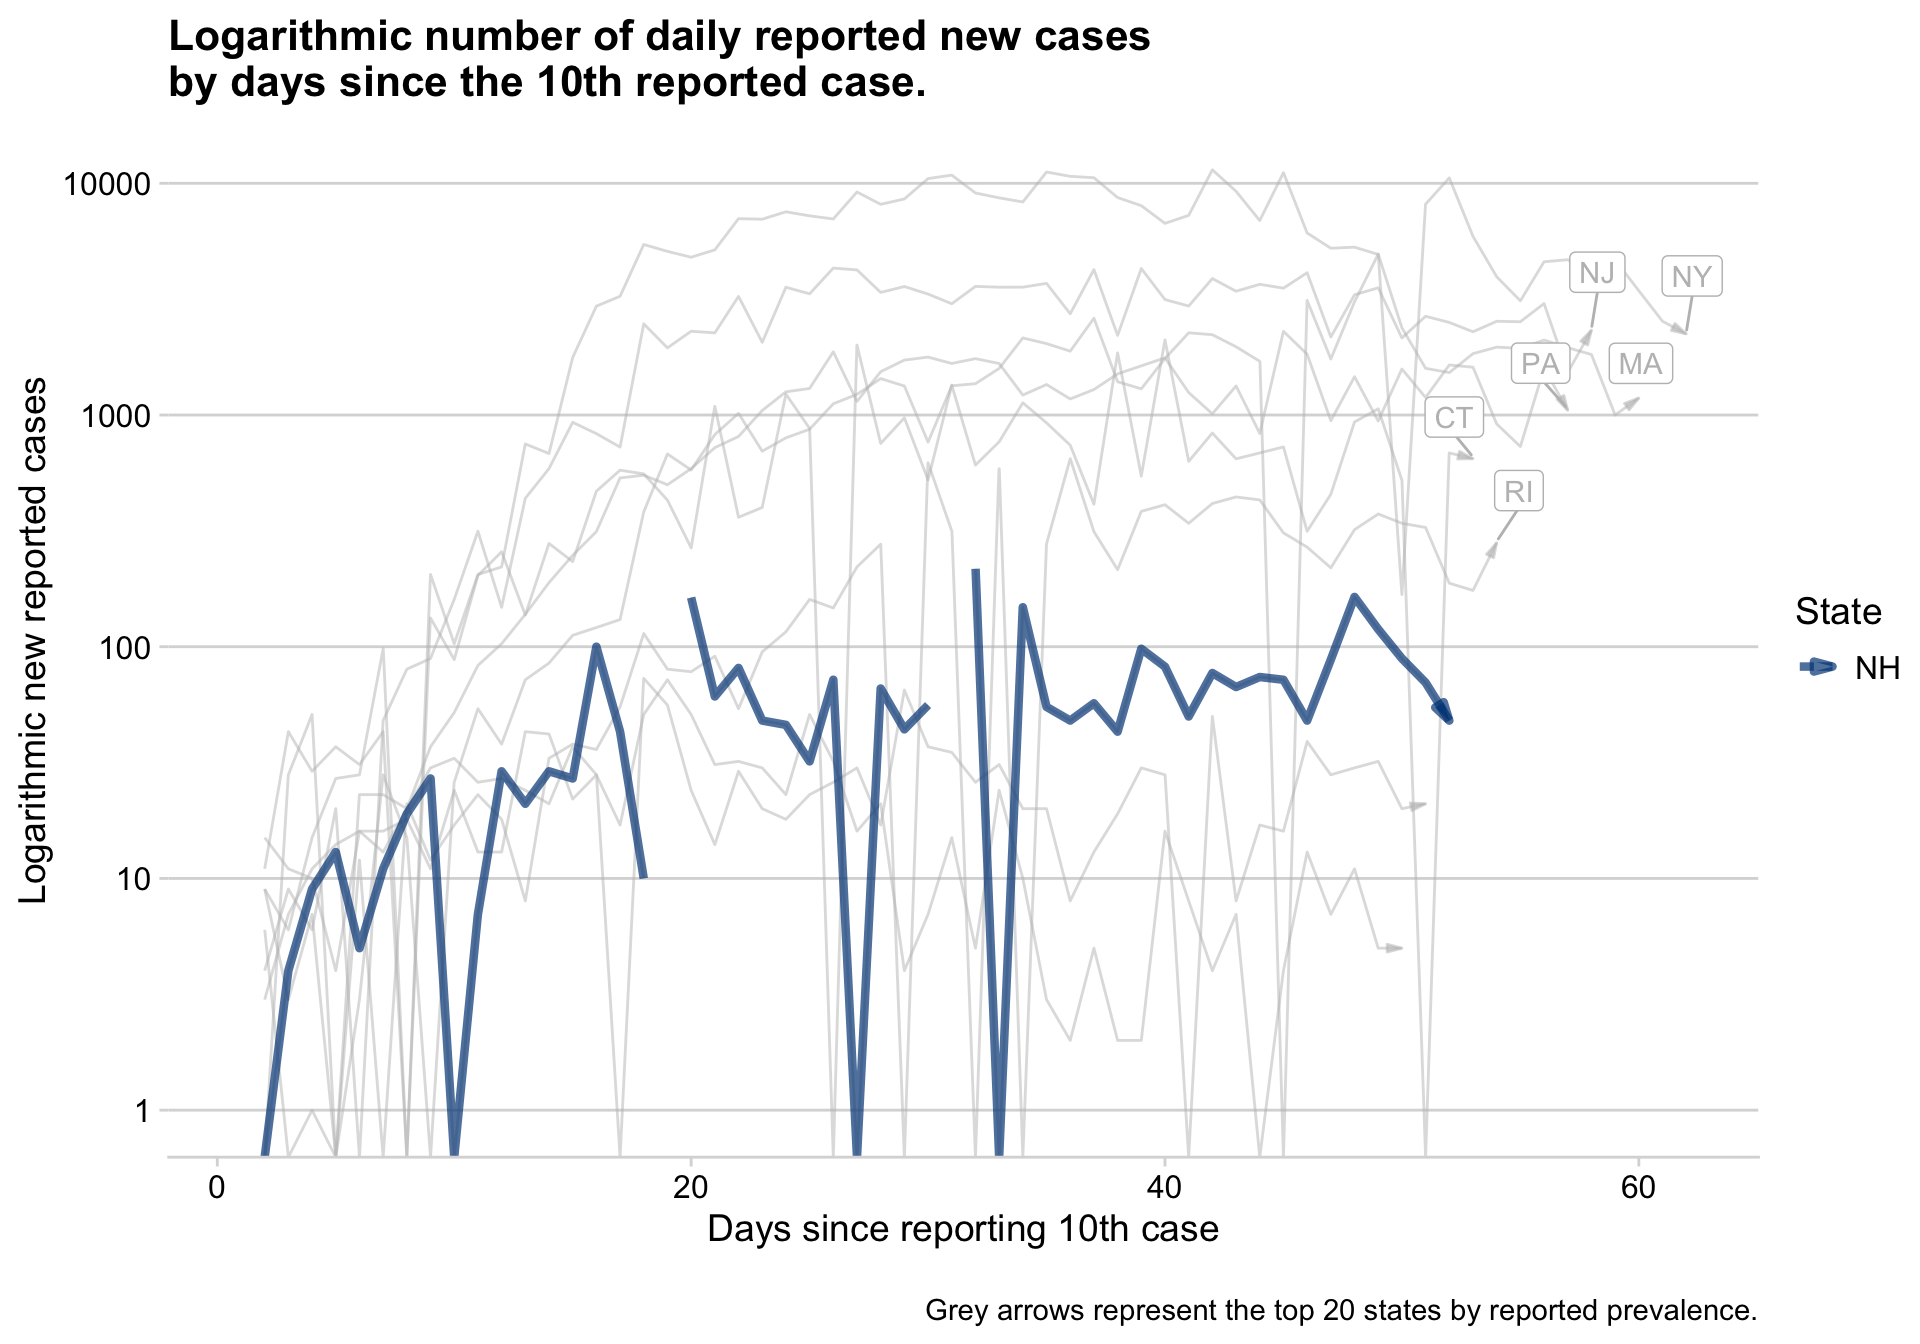 Logarithmic number of daily reported new cases
by days since the 10th reported case.
Logarithmic new reported cases
10000
1000
100
10
1
NJ
NY
PA
MA
CT
RI
State
NH
0
20
40
60
Days since reporting 10th case
Grey arrows represent the top 20 states by reported prevalence.